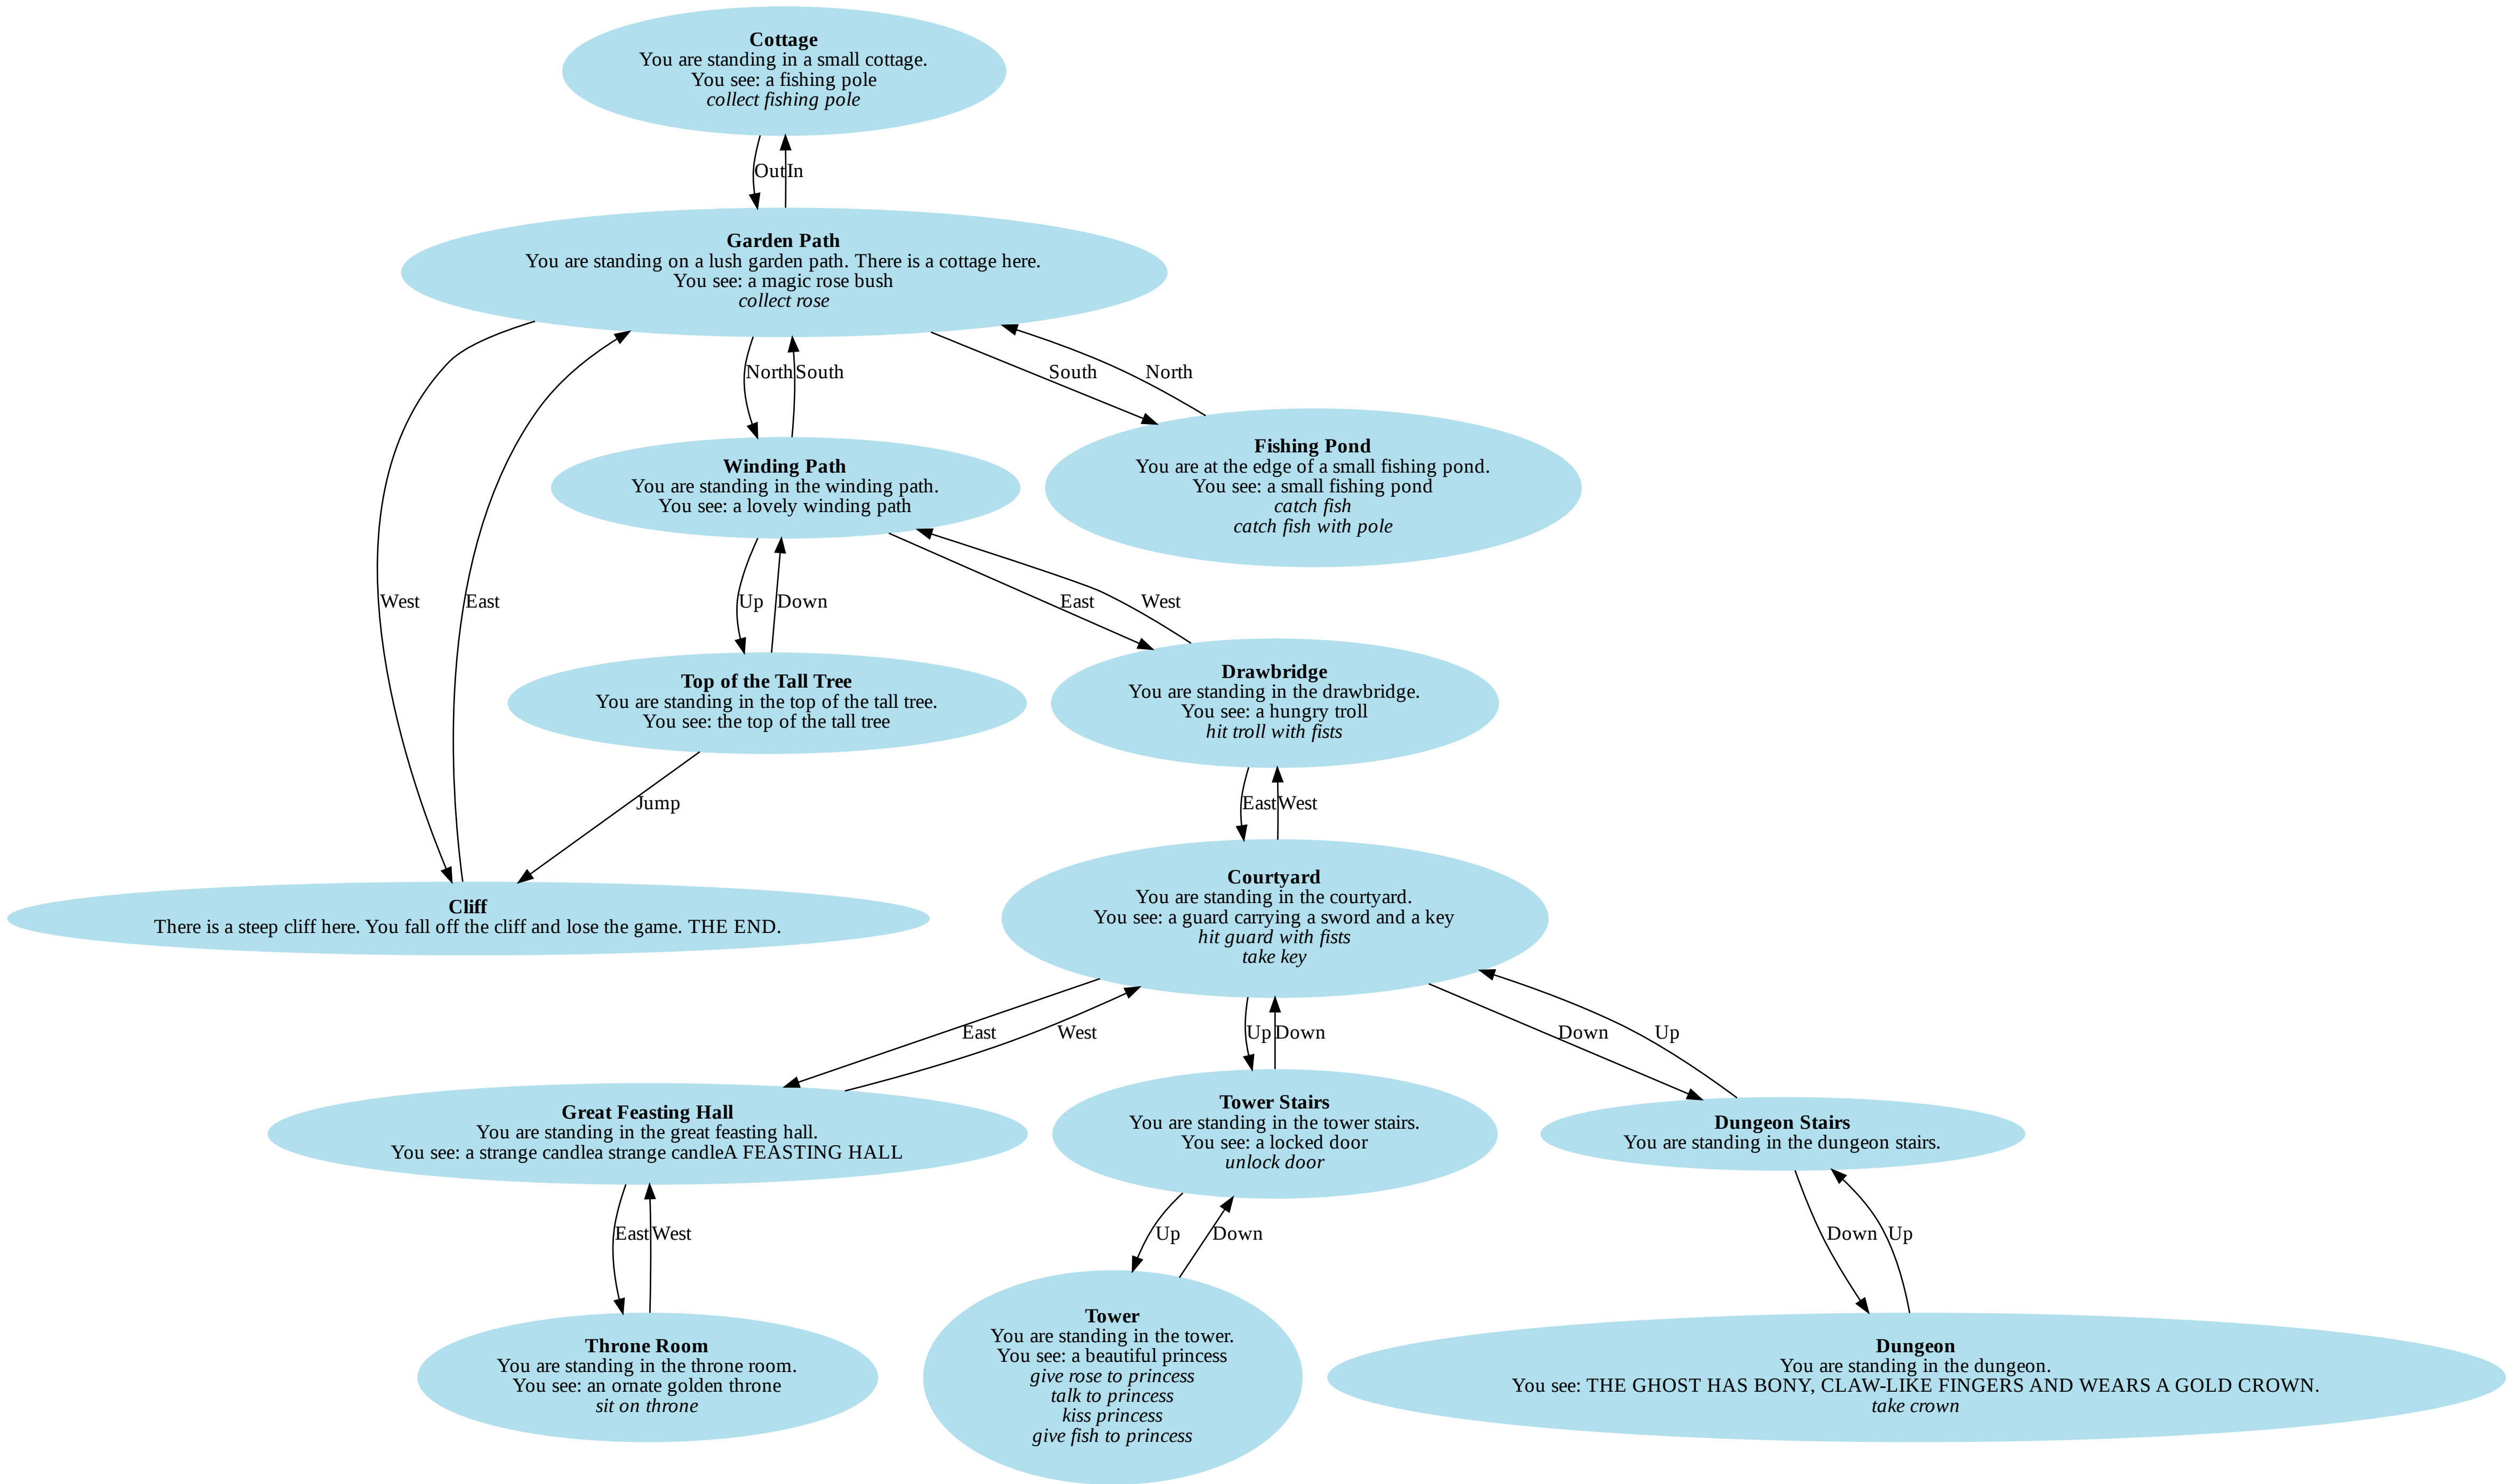 Cottage
You are standing in a small cottage.
You see: a fishing pole
collect fishing pole
Out
In
Garden Path
You are standing on a lush garden path. There is a cottage here.
You see: a magic rose bush
collect rose
North
South
South
North
Fishing Pond
You are at the edge of a small fishing pond.
You see: a small fishing pond
catch fish
catch fish with pole
Winding Path
You are standing in the winding path.
You see: a lovely winding path
West
East
Up
Down
East
West
Top of the Tall Tree
You are standing in the top of the tall tree.
You see: the top of the tall tree
Drawbridge
You are standing in the drawbridge.
You see: a hungry troll
hit troll with fists
Jump
East
West
Cliff
There is a steep cliff here. You fall off the cliff and lose the game. THE END.
Courtyard
You are standing in the courtyard.
You see: a guard carrying a sword and a key
hit guard with fists
take key
East
West
Up
Down
Down
Up
Great Feasting Hall
You are standing in the great feasting hall.
You see: a strange candlea strange candleA FEASTING HALL
Tower Stairs
You are standing in the tower stairs.
You see: a locked door
unlock door
Dungeon Stairs
You are standing in the dungeon stairs.
East
West
Up
Down
Down
Up
Throne Room
You are standing in the throne room.
You see: an ornate golden throne
sit on throne
Tower
You are standing in the tower.
You see: a beautiful princess
give rose to princess
talk to princess
kiss princess
give fish to princess
Dungeon
You are standing in the dungeon.
You see: THE GHOST HAS BONY, CLAW-LIKE FINGERS AND WEARS A GOLD CROWN.
take crown